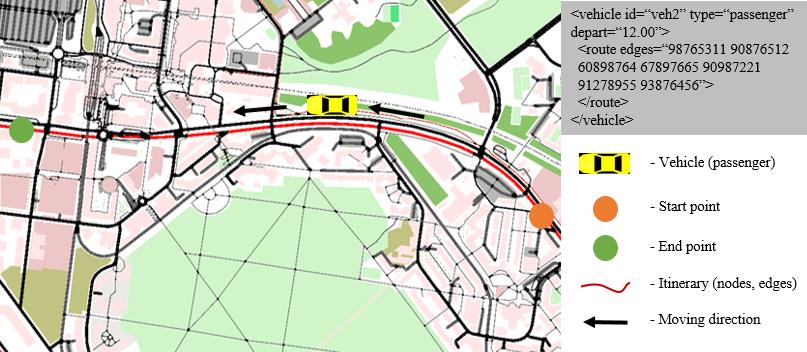 <vehicle id="veh2" type="passenger"
depart="12.00">
<route edges="98765311 90876512
60898764 67897665 90987221
91278955 93876456">
</route>
</vehicle>
- Vehicle (passenger)
- Start point
- End point
- Itinerary (nodes, edges)
- Moving direction